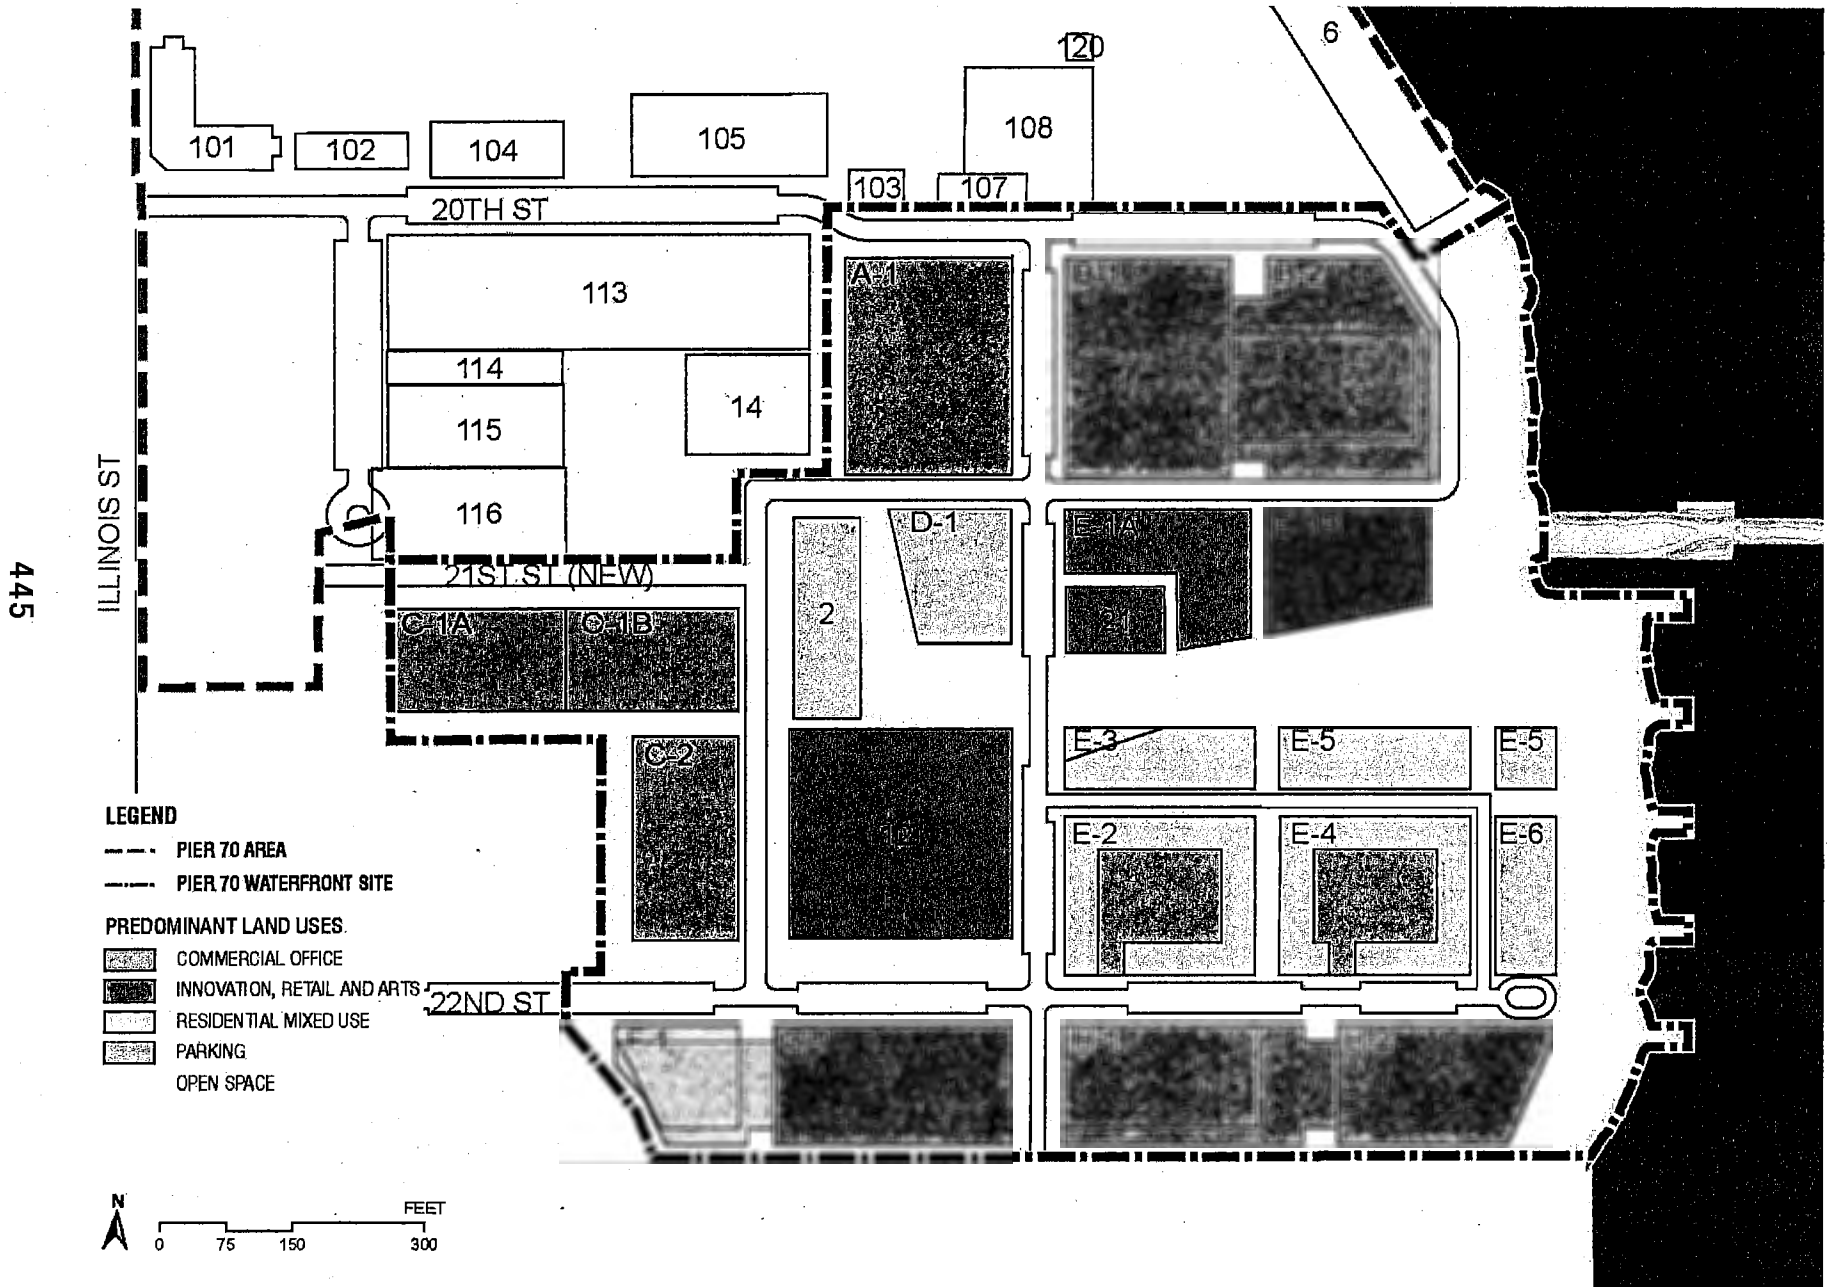 6
120
101
102
104
105
108
103
107
20TH ST
A-1
113
114
115
14
116
ILLINOIS ST
445
21ST ST (NEW)
D-1
E-1A
2
21
C-1A
C-1B
C-2
E-3
E-5
E-5
12
E-2
E-4
E-6
22ND ST
LEGEND
PIER 70 AREA
PIER 70 WATERFRONT SITE
PREDOMINANT LAND USES
COMMERCIAL OFFICE
INNOVATION, RETAIL AND ARTS
RESIDENTIAL MIXED USE
PARKING
OPEN SPACE
N
FEET
0 75 150 300